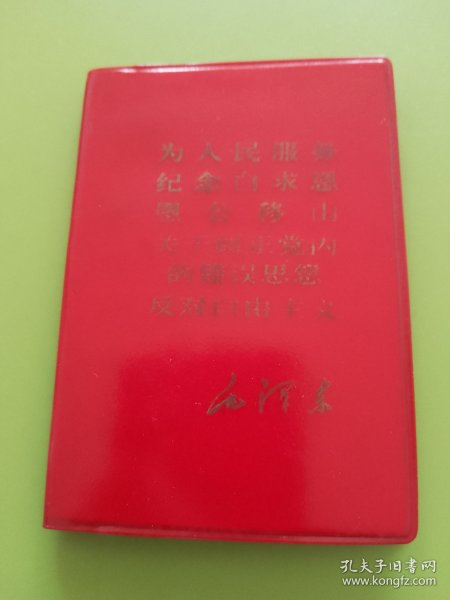 为人民服务
纪念白求恩
愚公移山
关于纠正党内
的错误思想
反对自由主义
毛泽东
孔夫子旧书网
www.kongfz.com